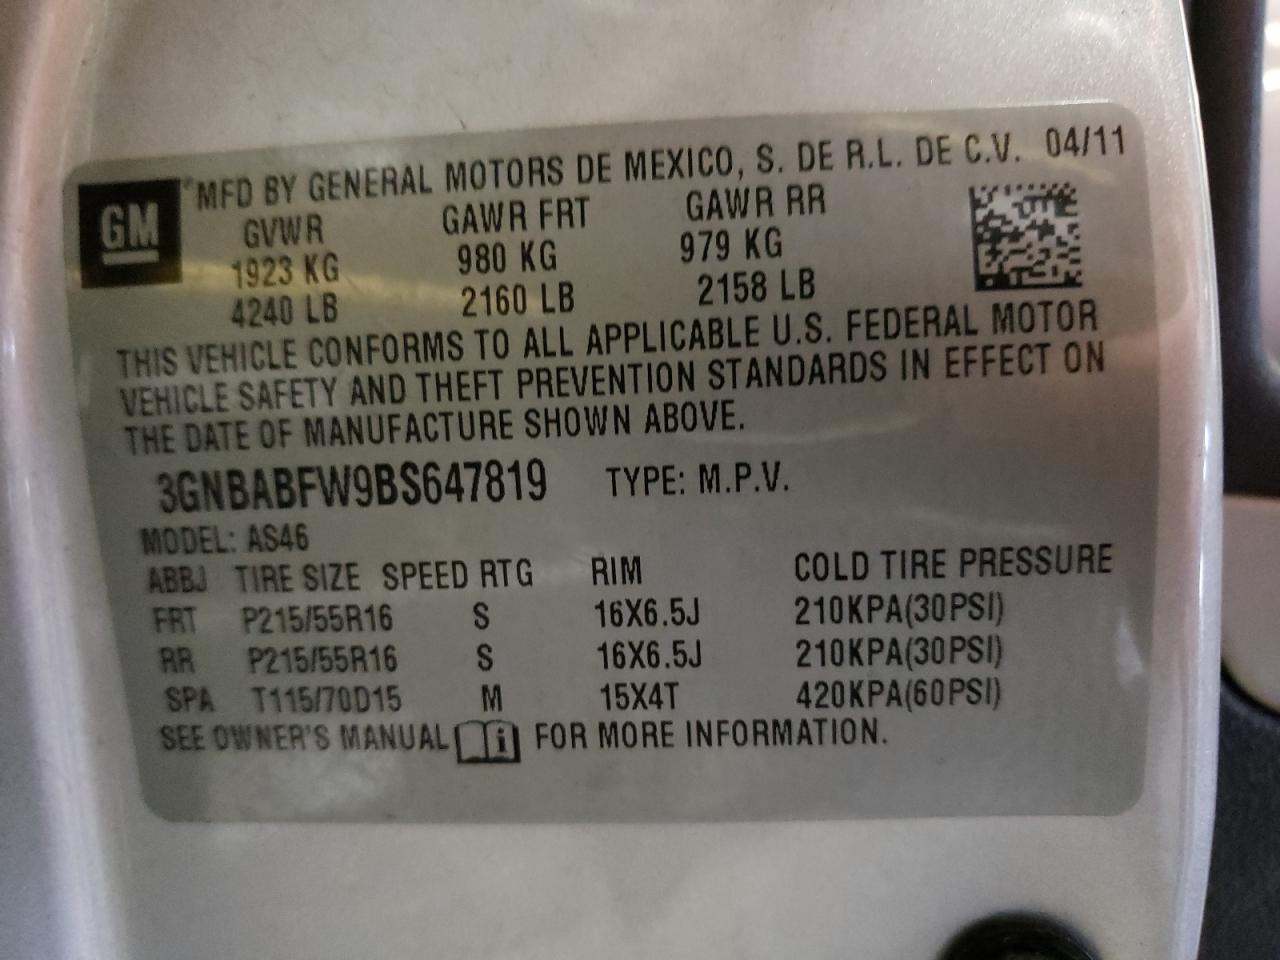 GM
MFD BY GENERAL MOTORS DE MEXICO, S. DE R.L. DE C.V. 04/11
GVWR GAWR FRT GAWR RR
1923 KG 980 KG 979 KG
4240 LB 2160 LB 2158 LB
THIS VEHICLE CONFORMS TO ALL APPLICABLE U.S. FEDERAL MOTOR
VEHICLE SAFETY AND THEFT PREVENTION STANDARDS IN EFFECT ON
THE DATE OF MANUFACTURE SHOWN ABOVE.
3GNBABFW9BS647819 TYPE: M.P.V.
MODEL: AS46
ABBJ TIRE SIZE SPEED RTG RIM COLD TIRE PRESSURE
FRT P215/55R16 S 16X6.5J 210KPA(30PSI)
RR P215/55R16 S 16X6.5J 210KPA(30PSI)
SPA T115/70D15 M 15X4T 420KPA(60PSI)
SEE OWNER'S MANUAL i FOR MORE INFORMATION.